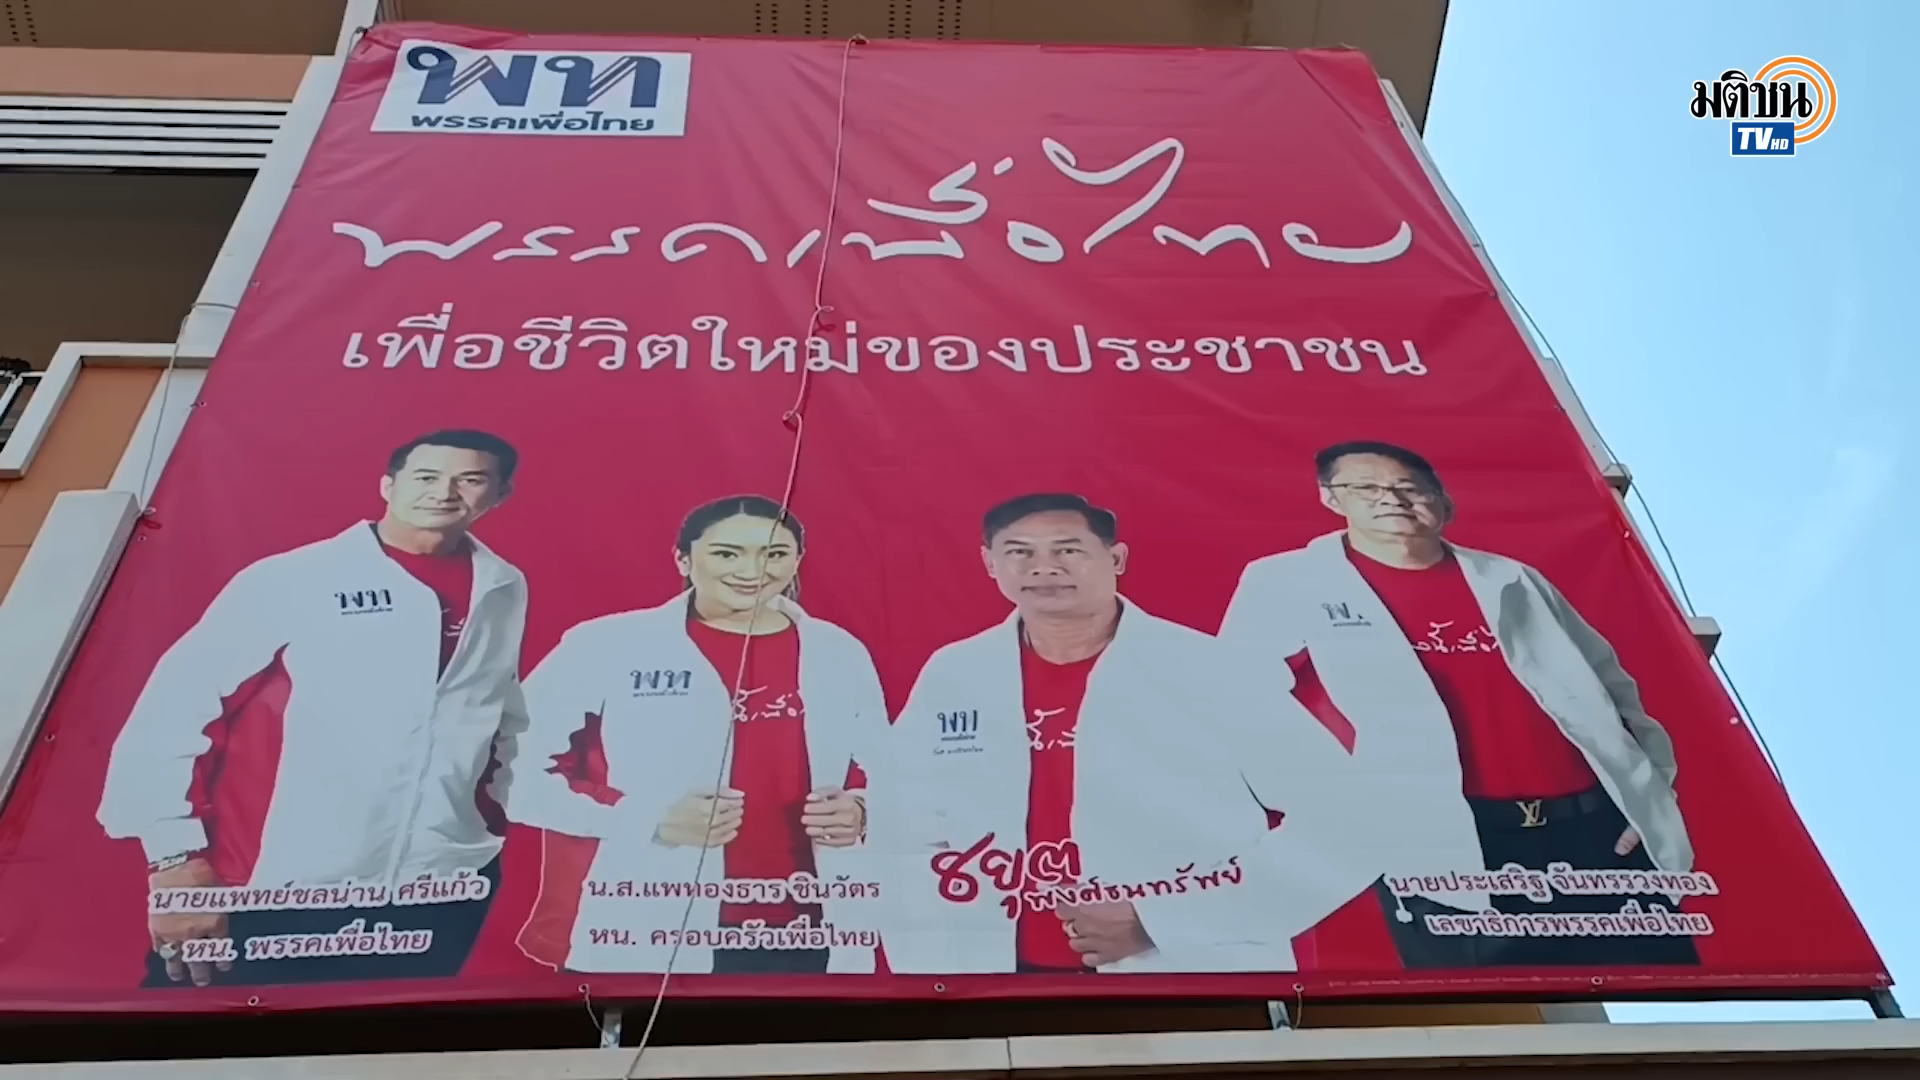 พท
พรรคเพื่อไทย
มติชน
TV HD
พรรคเพื่อไทย
เพื่อชีวิตใหม่ของประชาชน
พท
พท
พท
พ.
นายแพทย์ชลน่าน ศรีแก้ว
หน. พรรคเพื่อไทย
น.ส.แพทองธาร ชินวัตร
หน. ครอบครัวเพื่อไทย
ชยุต
พงศ์ธนทรัพย์
นายประเสริฐ จันทรรวงทอง
เลขาธิการพรรคเพื่อไทย